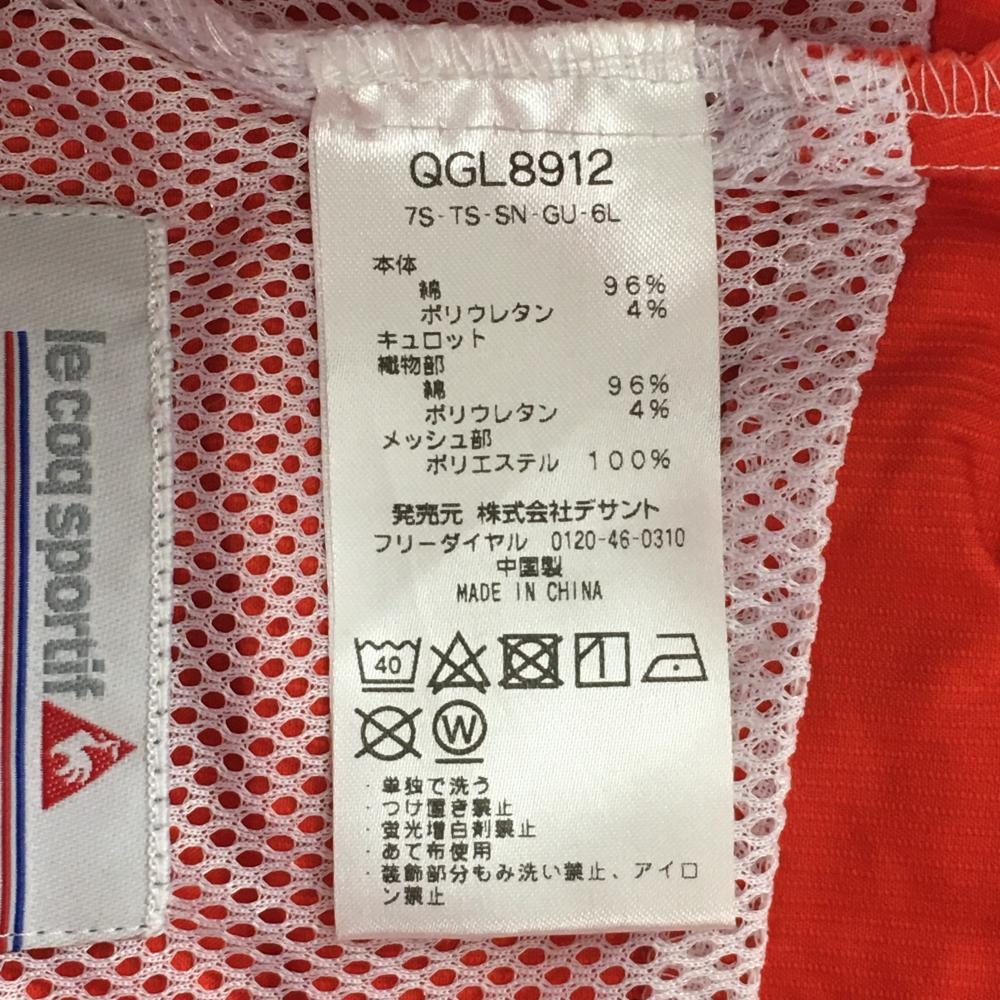 QGL8912
7S-TS-SN-GU-6L
本体
綿 96%
ポリウレタン 4%
キュロット
織物部
綿 96%
ポリウレタン 4%
メッシュ部
ポリエステル 100%
発売元 株式会社デサント
フリーダイヤル 0120-46-0310
中国製
MADE IN CHINA
40
W
・単独で洗う
・つけ置き禁止
・蛍光増白剤禁止
・あて布使用
・装飾部分もみ洗い禁止、アイロ
ン禁止
le coq sportif